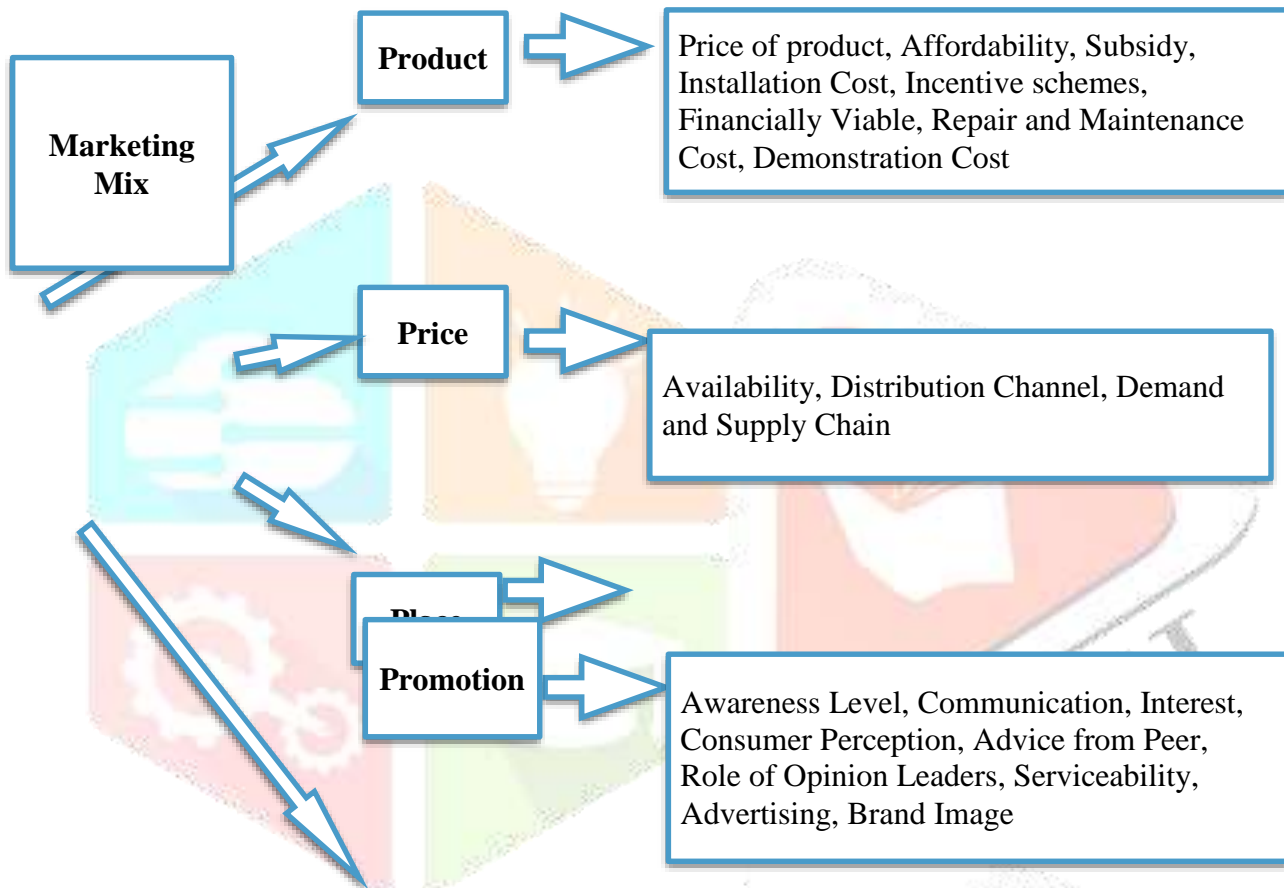 Marketing
Mix
Product
Price of product, Affordability, Subsidy,
Installation Cost, Incentive schemes,
Financially Viable, Repair and Maintenance
Cost, Demonstration Cost
Price
Availability, Distribution Channel, Demand
and Supply Chain
Place
Promotion
Awareness Level, Communication, Interest,
Consumer Perception, Advice from Peer,
Role of Opinion Leaders, Serviceability,
Advertising, Brand Image